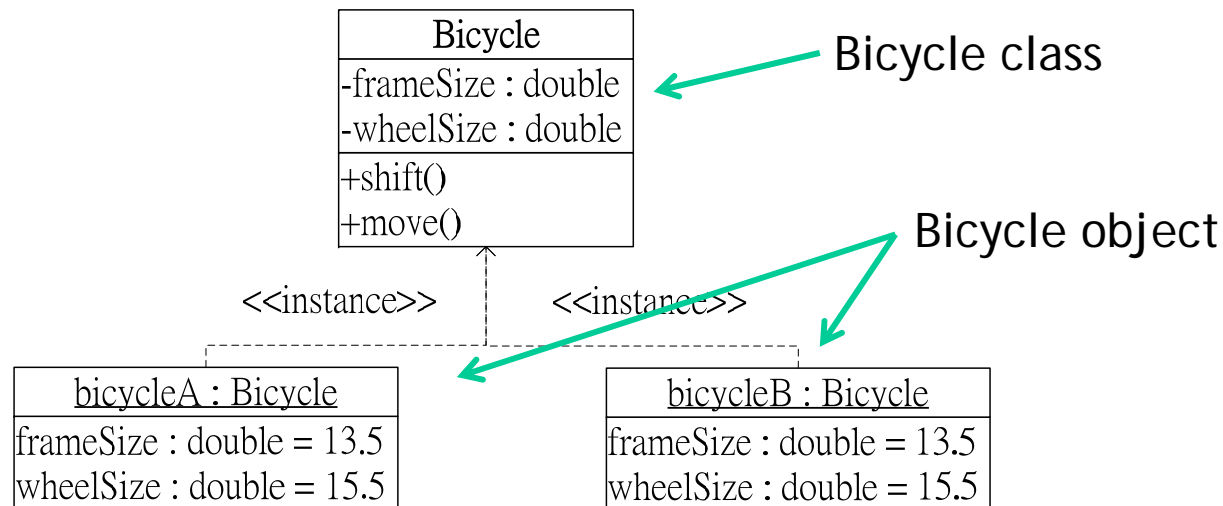 Bicycle
-frameSize : double
-wheelSize : double
+shift()
+move()
Bicycle class
Bicycle object
<<instance>>
<<instance>>
bicycleA : Bicycle
frameSize : double = 13.5
wheelSize : double = 15.5
bicycleB : Bicycle
frameSize : double = 13.5
wheelSize : double = 15.5